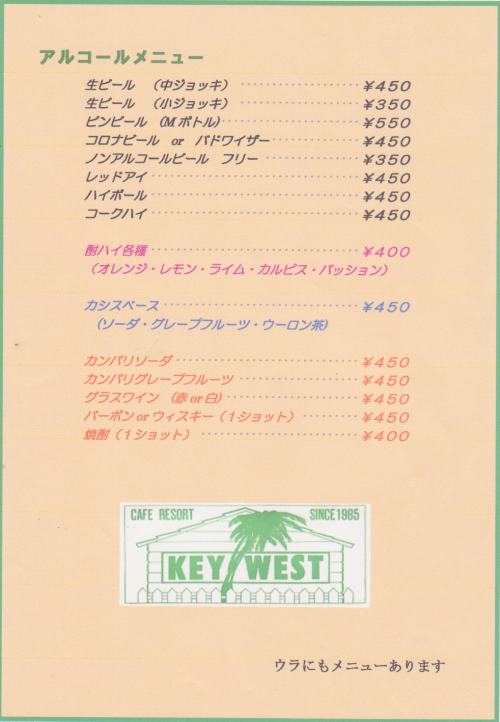 アルコールメニュー
生ビール （中ジョッキ） ¥450
生ビール （小ジョッキ） ¥350
ビンビール （Mボトル） ¥550
コロナビール or バドワイザー ¥450
ノンアルコールビール フリー ¥350
レッドアイ ¥450
ハイボール ¥450
コークハイ ¥450
酎ハイ各種 ¥400
（オレンジ・レモン・ライム・カルピス・パッション）
カシスベース ¥450
（ソーダ・グレープフルーツ・ウーロン茶）
カンパリソーダ ¥450
カンパリグレープフルーツ ¥450
グラスワイン （赤or白） ¥450
バーボンorウィスキー（１ショット） ¥450
焼酎（１ショット） ¥400
CAFE RESORT SINCE1985
KEY WEST
ウラにもメニューあります